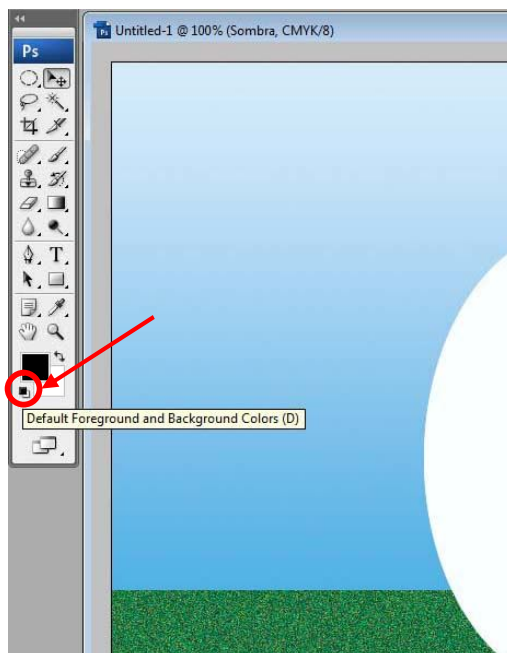 Untitled-1 @ 100% (Sombra, CMYK/8)
Ps
T
Default Foreground and Background Colors (D)